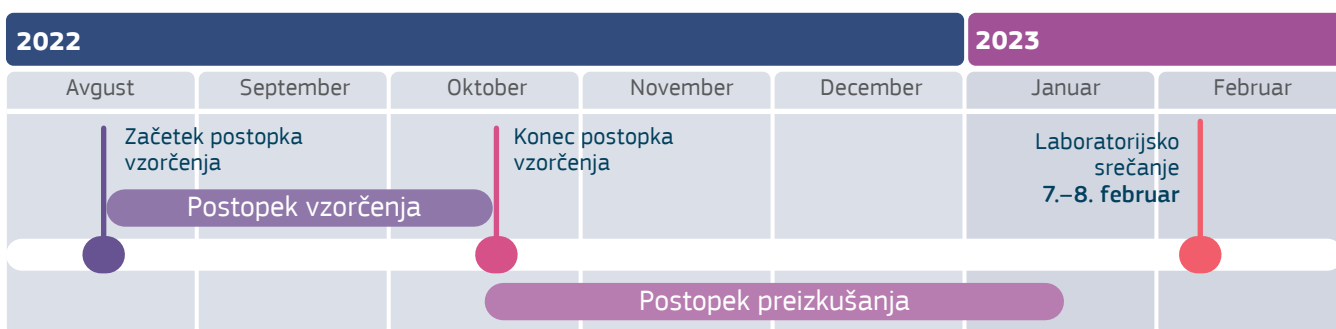 2022
2023
Avgust
September
Oktober
November
December
Januar
Februar
Začetek postopka
vzorčenja
Konec postopka
vzorčenja
Laboratorijsko
srečanje
7.–8. februar
Postopek vzorčenja
Postopek preizkušanja